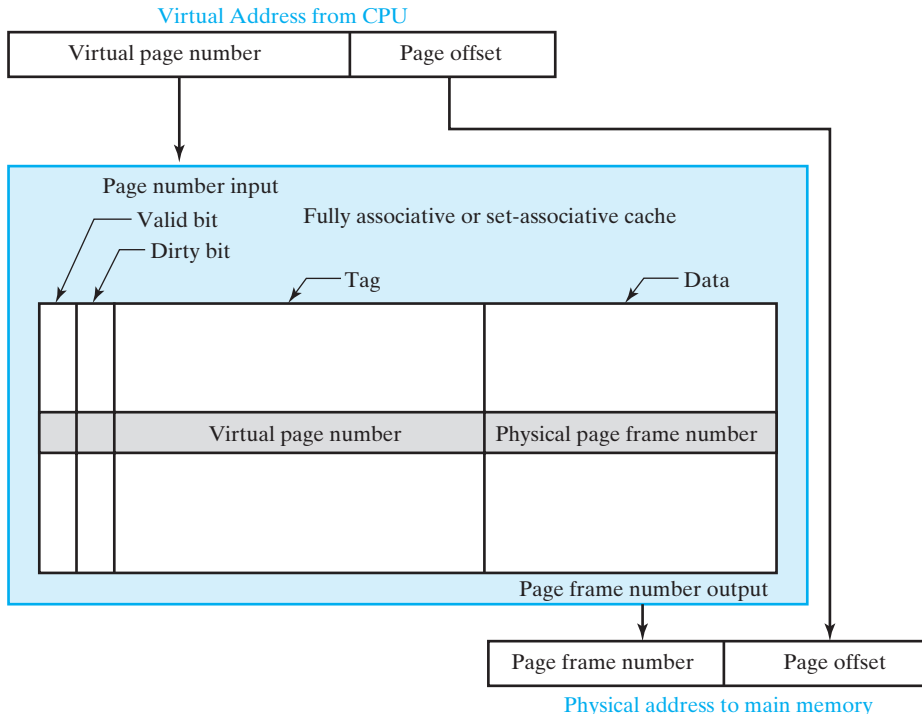 Virtual Address from CPU
Virtual page number
Page offset
Page number input
Valid bit
Fully associative or set-associative cache
Dirty bit
Tag
Data
Virtual page number
Physical page frame number
Page frame number output
Page frame number
Page offset
Physical address to main memory